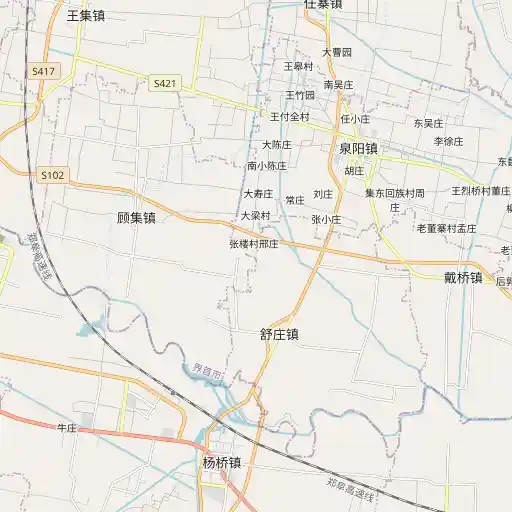 任寨镇
王集镇
大曹园
王皋村
S417
S421
南吴庄
王竹园
王付全村
任小庄
东吴庄
李徐庄
大陈庄
泉阳镇
南小陈庄
胡庄
S102
大寿庄
常庄
刘庄
集东回族村周庄
王烈桥村董庄
顾集镇
大梁村
张小庄
老董寨村孟庄
张楼村邢庄
郑阜高速线
戴桥镇
舒庄镇
界首市
牛庄
杨桥镇
郑阜高速线